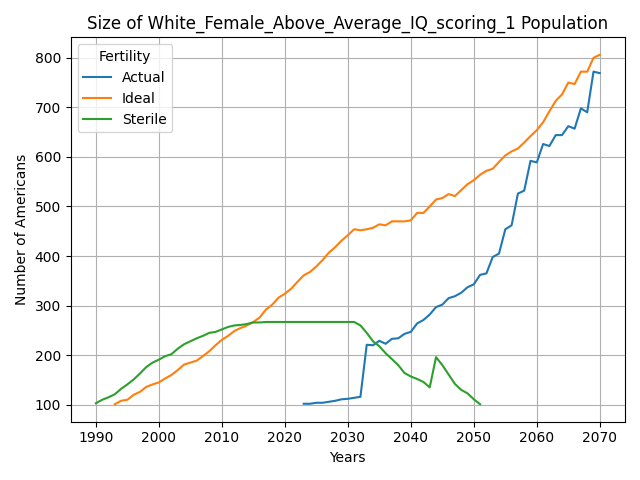 Size of White_Female_Above_Average_IQ_scoring_1 Population
Fertility
Actual
Ideal
Sterile
Number of Americans
800
700
600
500
400
300
200
100
1990 2000 2010 2020 2030 2040 2050 2060 2070
Years